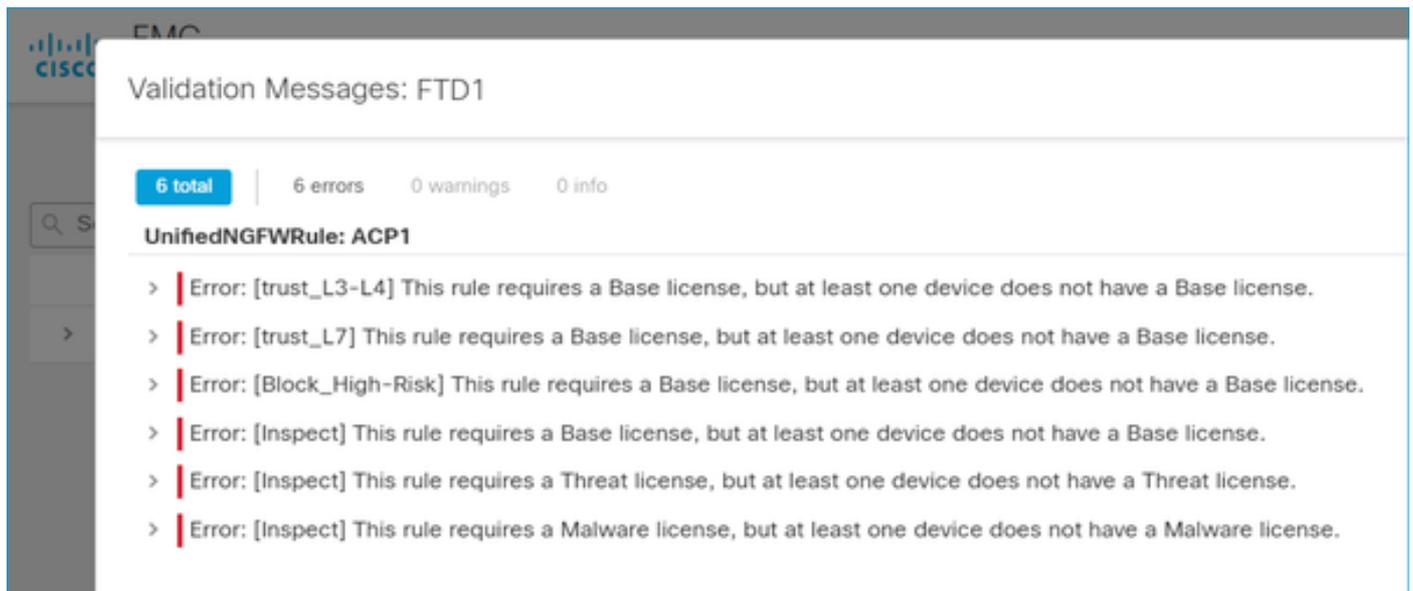 CISCO
FMC
Validation Messages: FTD1
6 total
6 errors
0 warnings
0 info
UnifiedNGFWRule: ACP1
Error: [trust_L3-L4] This rule requires a Base license, but at least one device does not have a Base license.
Error: [trust_L7] This rule requires a Base license, but at least one device does not have a Base license.
Error: [Block_High-Risk] This rule requires a Base license, but at least one device does not have a Base license.
Error: [Inspect] This rule requires a Base license, but at least one device does not have a Base license.
Error: [Inspect] This rule requires a Threat license, but at least one device does not have a Threat license.
Error: [Inspect] This rule requires a Malware license, but at least one device does not have a Malware license.